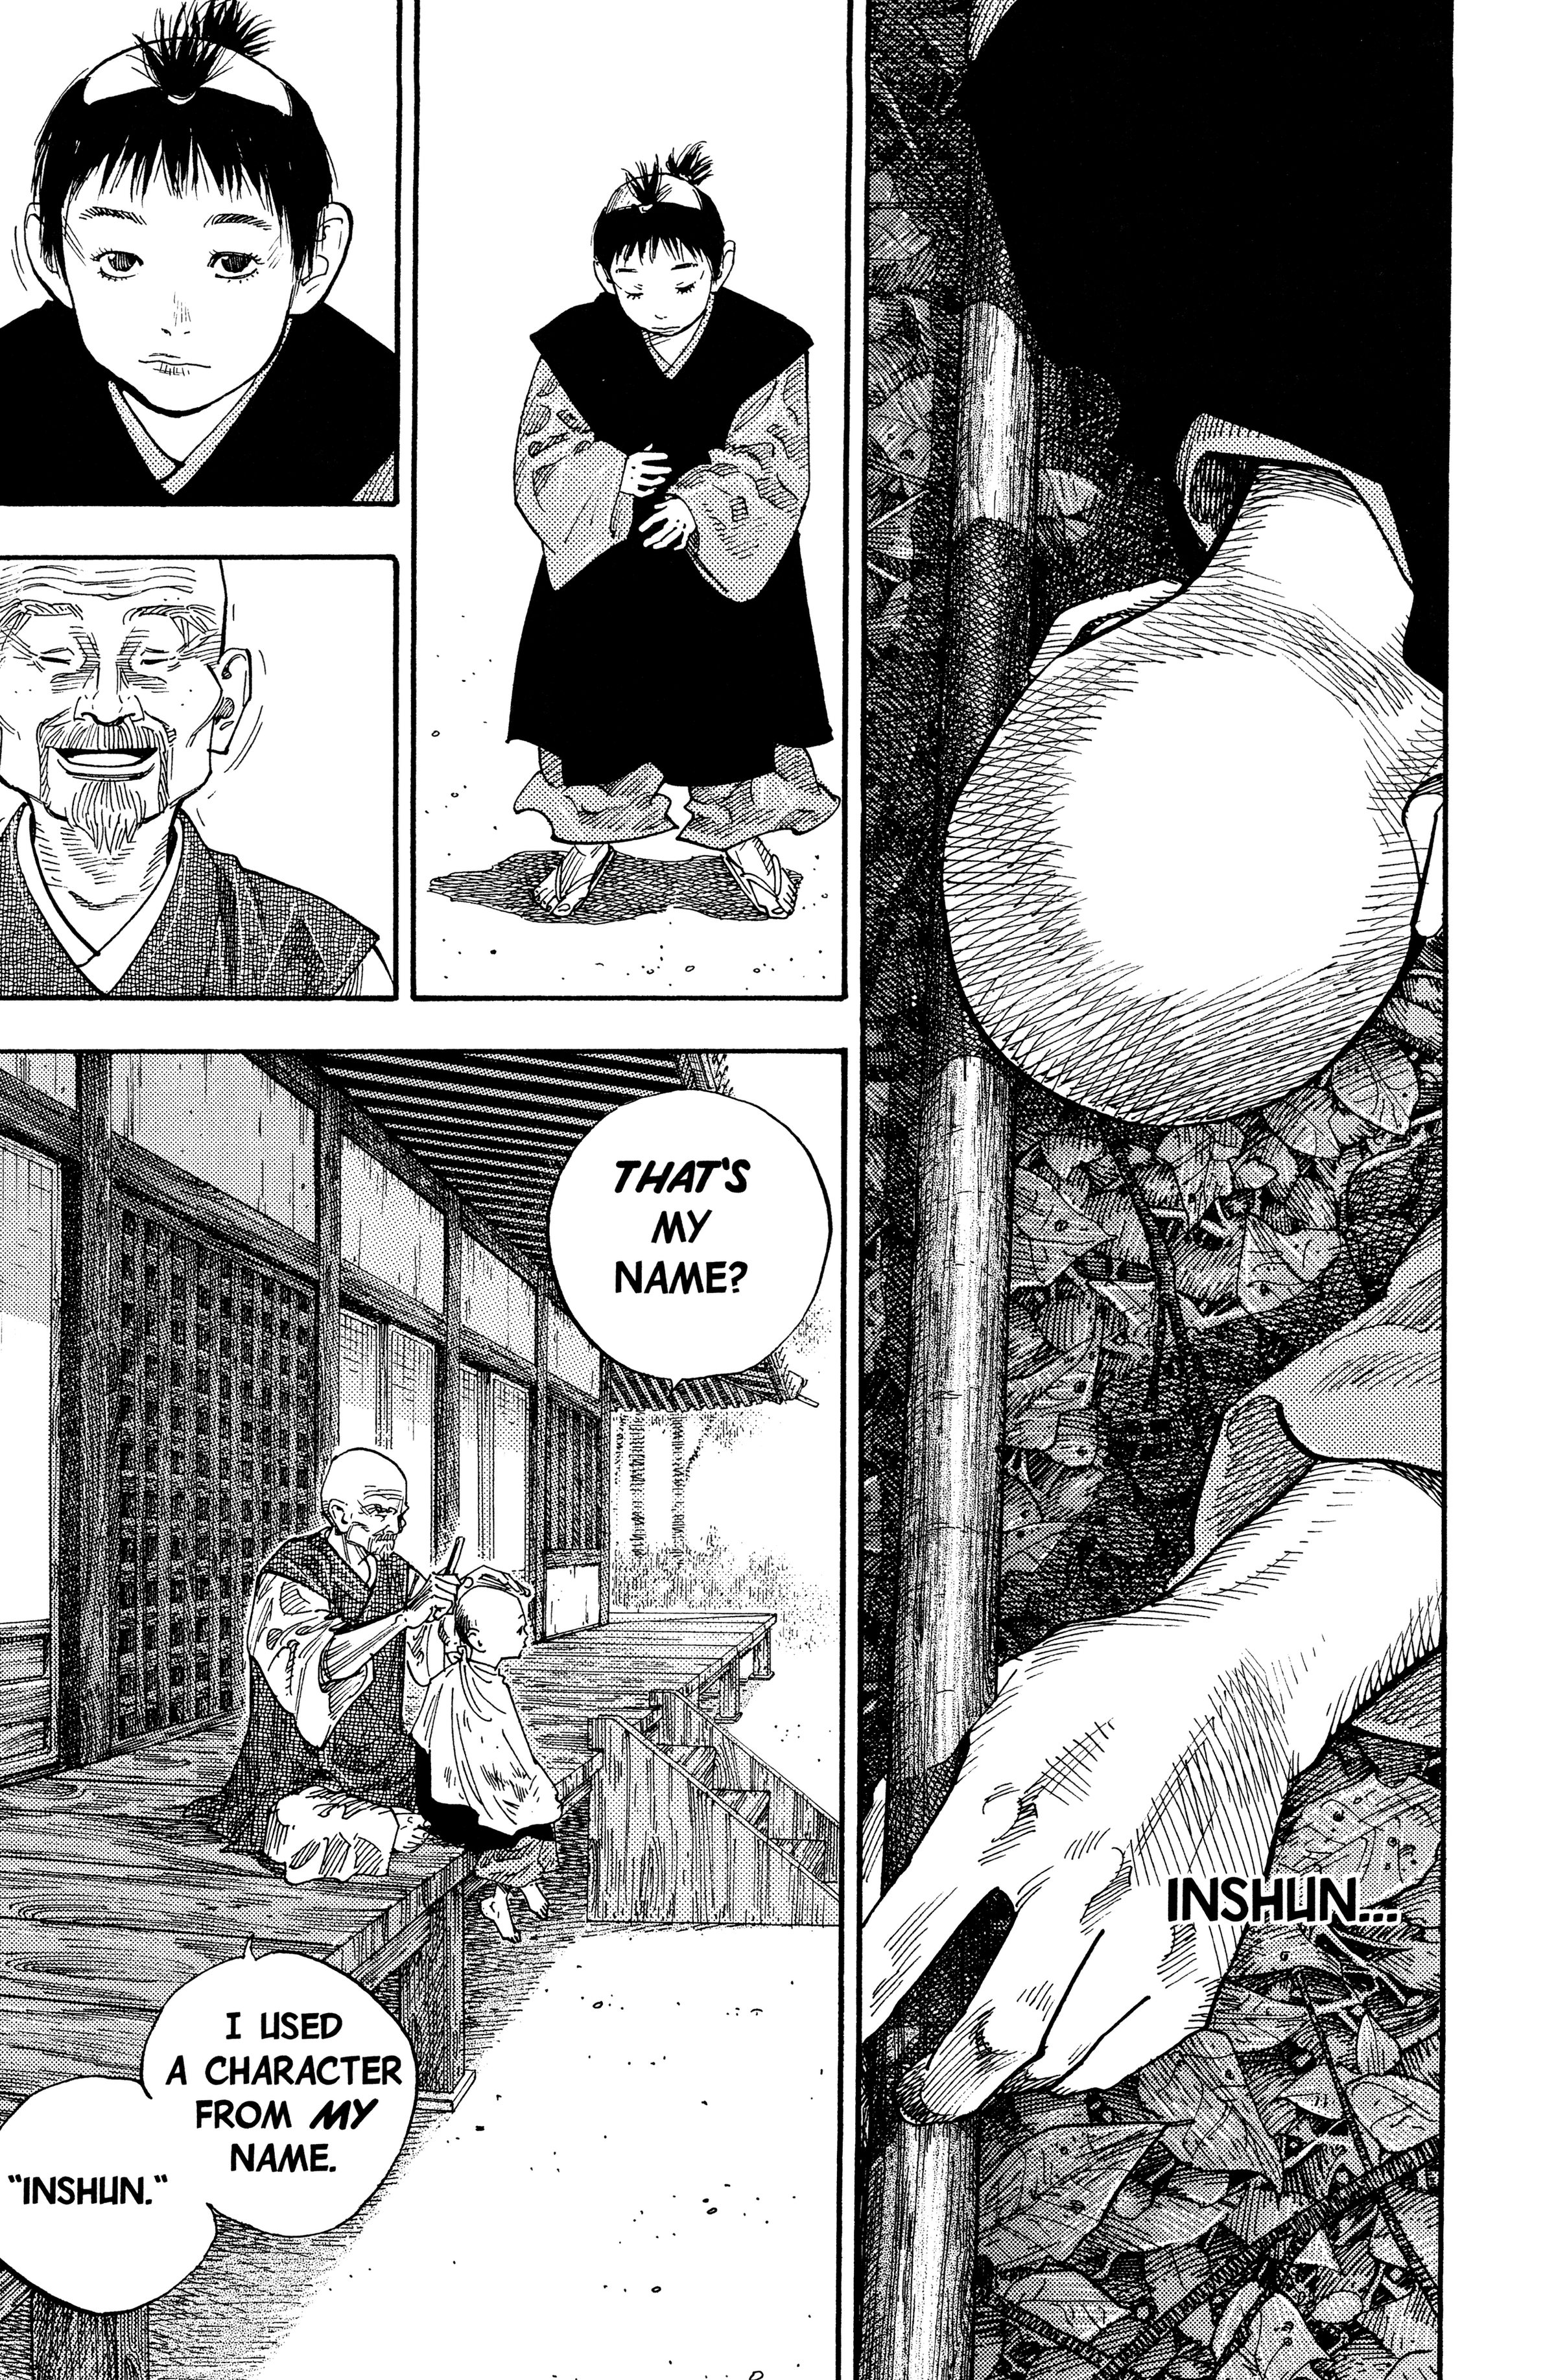 INSHUN...
THAT'S
MY
NAME?
I USED
A CHARACTER
FROM MY
NAME.
"INSHUN."